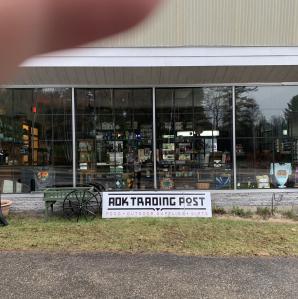 ADK TRADING POST
FOOD • OUTDOOR SUPPLIES • GIFTS